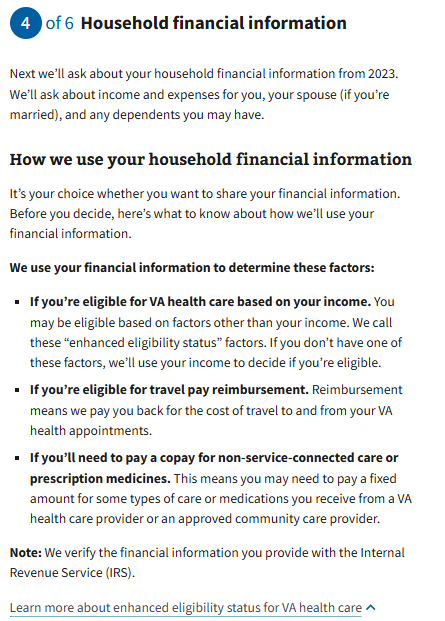 4 of 6 Household financial information
Next we’ll ask about your household financial information from 2023.
We’ll ask about income and expenses for you, your spouse (if you’re
married), and any dependents you may have.
How we use your household financial information
It’s your choice whether you want to share your financial information.
Before you decide, here’s what to know about how we’ll use your
financial information.
We use your financial information to determine these factors:
▪ If you’re eligible for VA health care based on your income. You
may be eligible based on factors other than your income. We call
these “enhanced eligibility status” factors. If you don’t have one of
these factors, we’ll use your income to decide if you’re eligible.
▪ If you’re eligible for travel pay reimbursement. Reimbursement
means we pay you back for the cost of travel to and from your VA
health appointments.
▪ If you’ll need to pay a copay for non-service-connected care or
prescription medicines. This means you may need to pay a fixed
amount for some types of care or medications you receive from a VA
health care provider or an approved community care provider.
Note: We verify the financial information you provide with the Internal
Revenue Service (IRS).
Learn more about enhanced eligibility status for VA health care